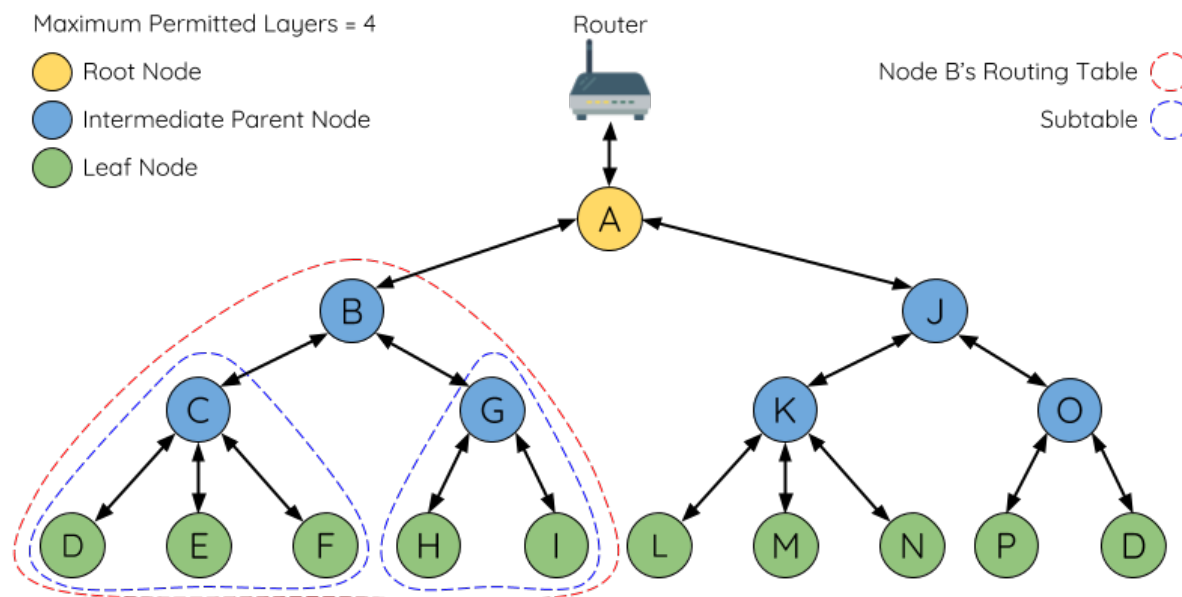 Maximum Permitted Layers = 4
Router
Root Node
Node B's Routing Table
Intermediate Parent Node
Subtable
Leaf Node
A
B
J
C
G
K
O
D
E
F
H
I
L
M
N
P
D